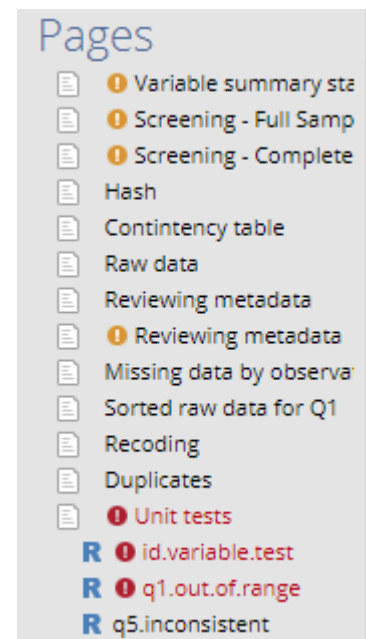 Pages
Variable summary sta
Screening - Full Samp
Screening - Complete
Hash
Contintency table
Raw data
Reviewing metadata
Reviewing metadata
Missing data by observa
Sorted raw data for Q1
Recoding
Duplicates
Unit tests
R id.variable.test
R q1.out.of.range
R q5.inconsistent